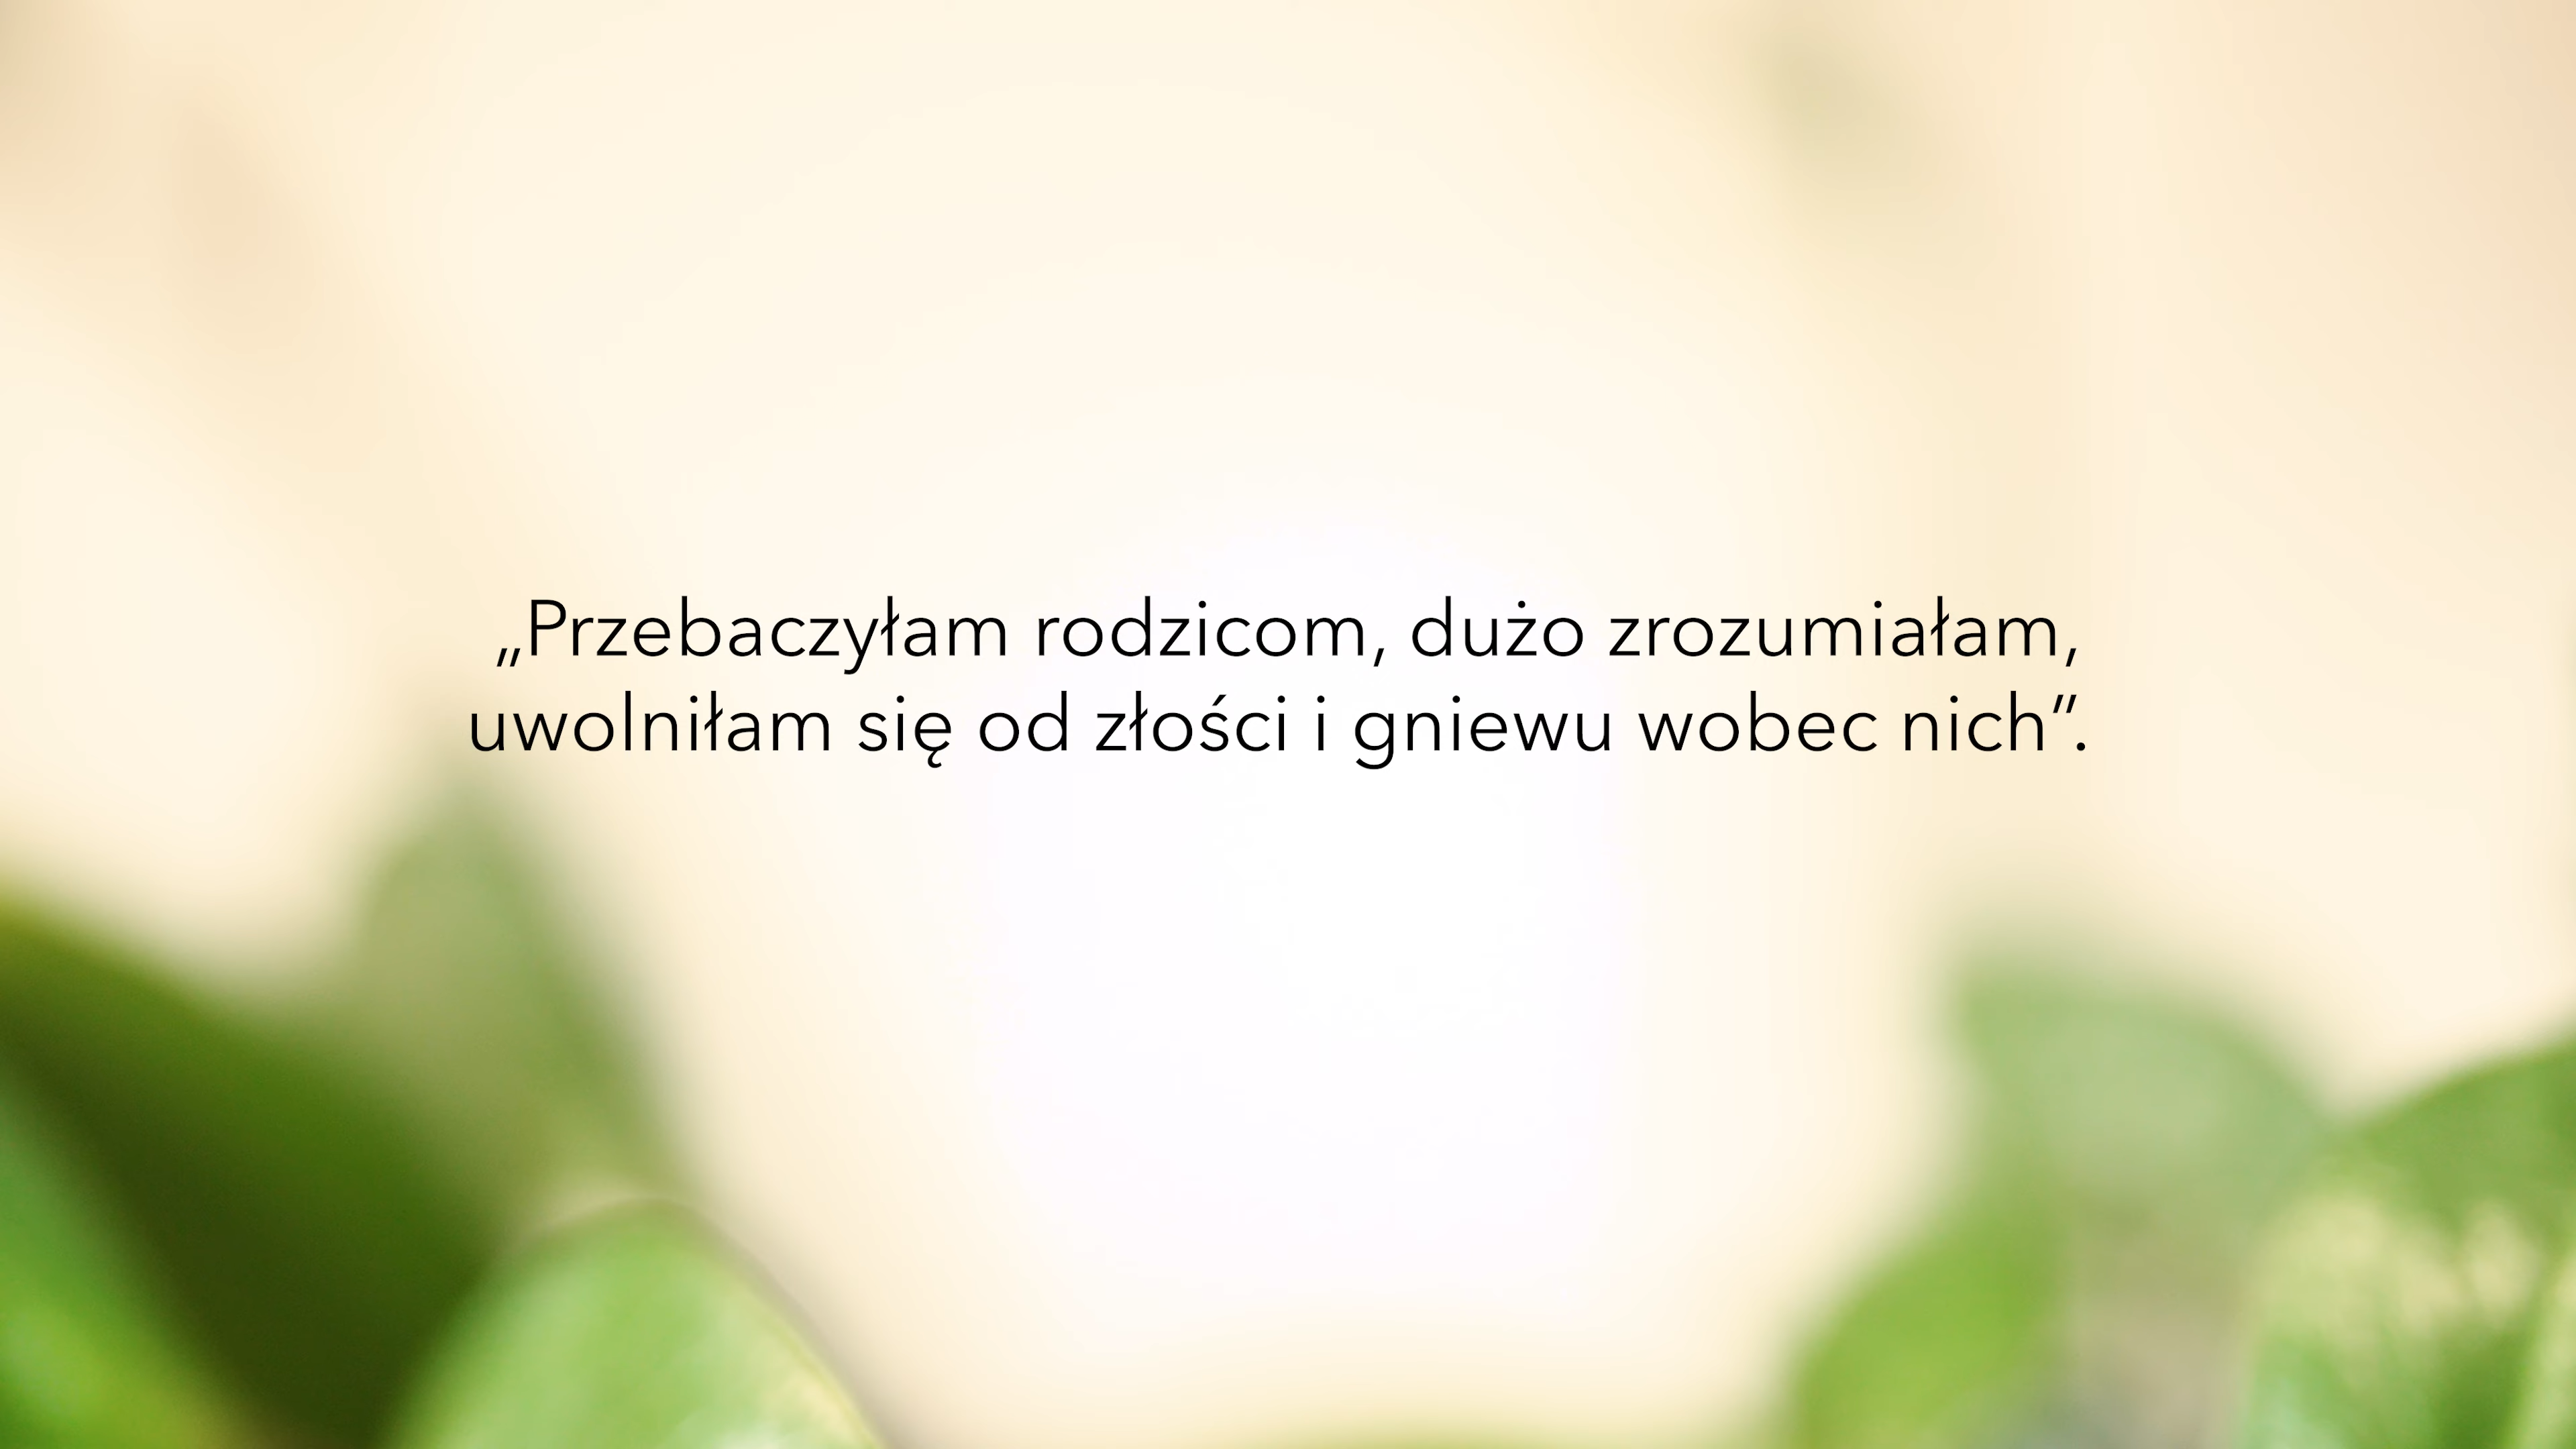 „Przebaczyłam rodzicom, dużo zrozumiałam,
uwolniłam się od złości i gniewu wobec nich”.